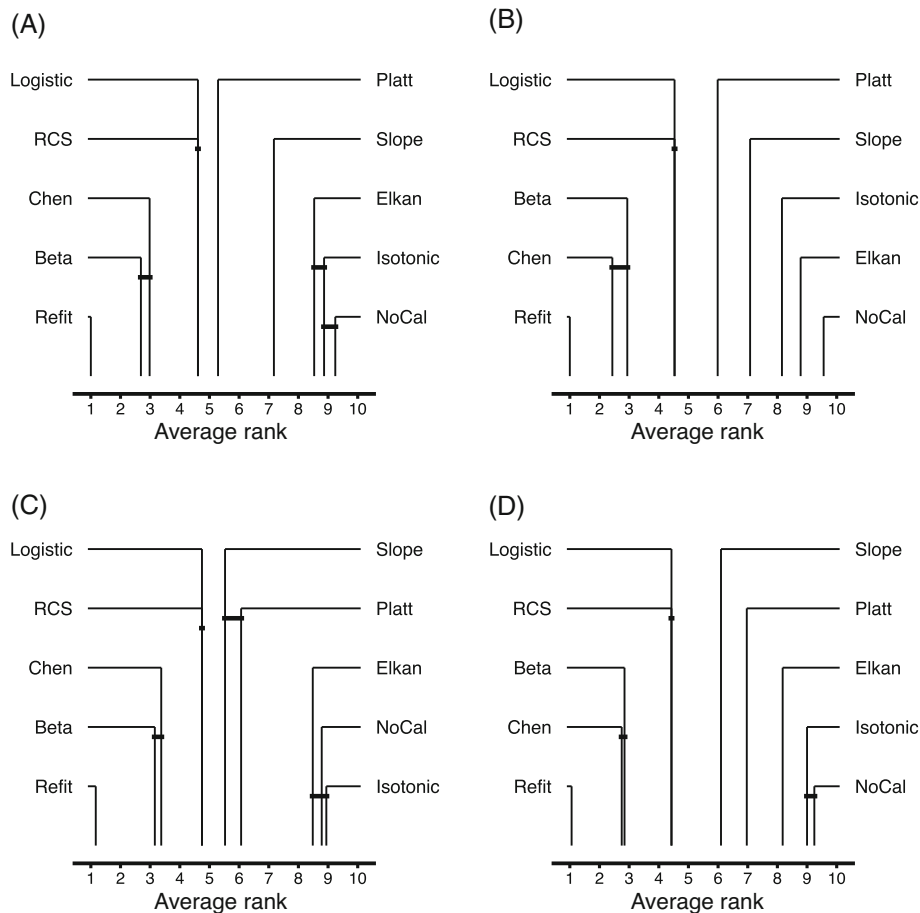 (A)
Logistic Platt
RCS Slope
Chen Elkan
Beta Isotonic
Refit NoCal
1 2 3 4 5 6 7 8 9 10
Average rank
(B)
Logistic Platt
RCS Slope
Beta Isotonic
Chen Elkan
Refit NoCal
1 2 3 4 5 6 7 8 9 10
Average rank
(C)
Logistic Slope
RCS Platt
Chen Elkan
Beta NoCal
Refit Isotonic
1 2 3 4 5 6 7 8 9 10
Average rank
(D)
Logistic Slope
RCS Platt
Beta Elkan
Chen Isotonic
Refit NoCal
1 2 3 4 5 6 7 8 9 10
Average rank